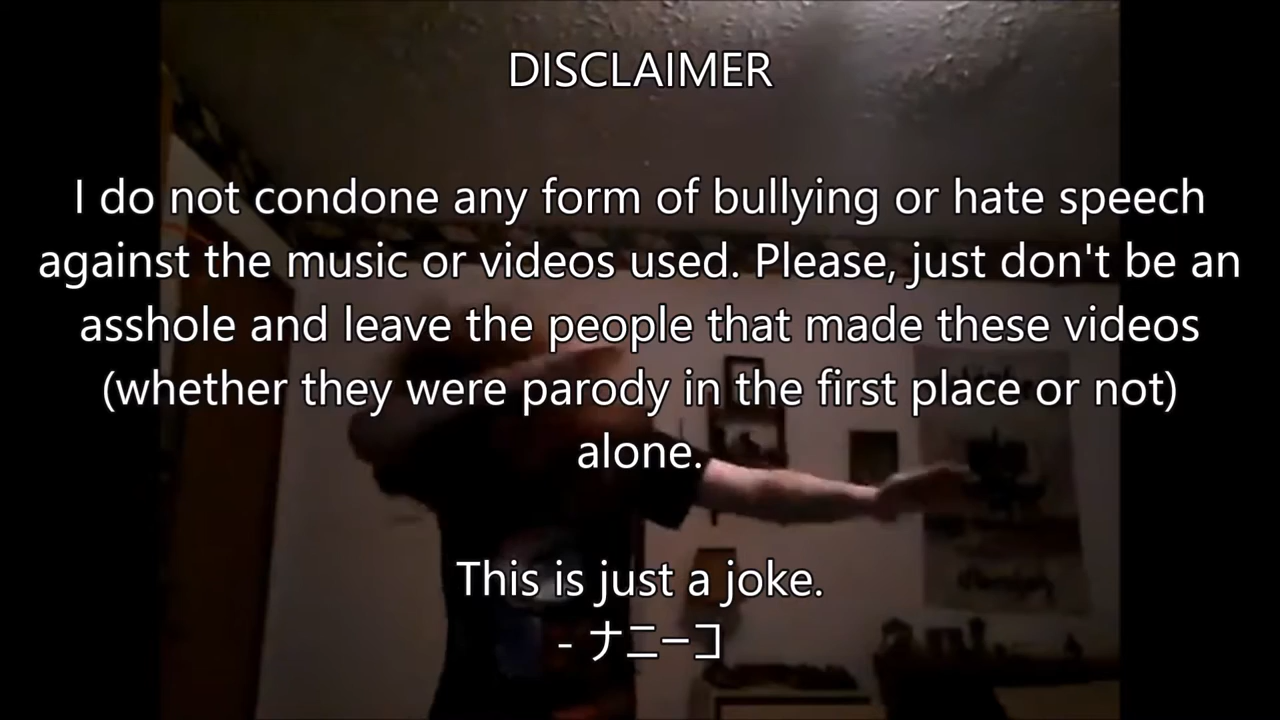 DISCLAIMER
I do not condone any form of bullying or hate speech
against the music or videos used. Please, just don't be an
asshole and leave the people that made these videos
(whether they were parody in the first place or not)
alone.
This is just a joke.
- ナニーコ